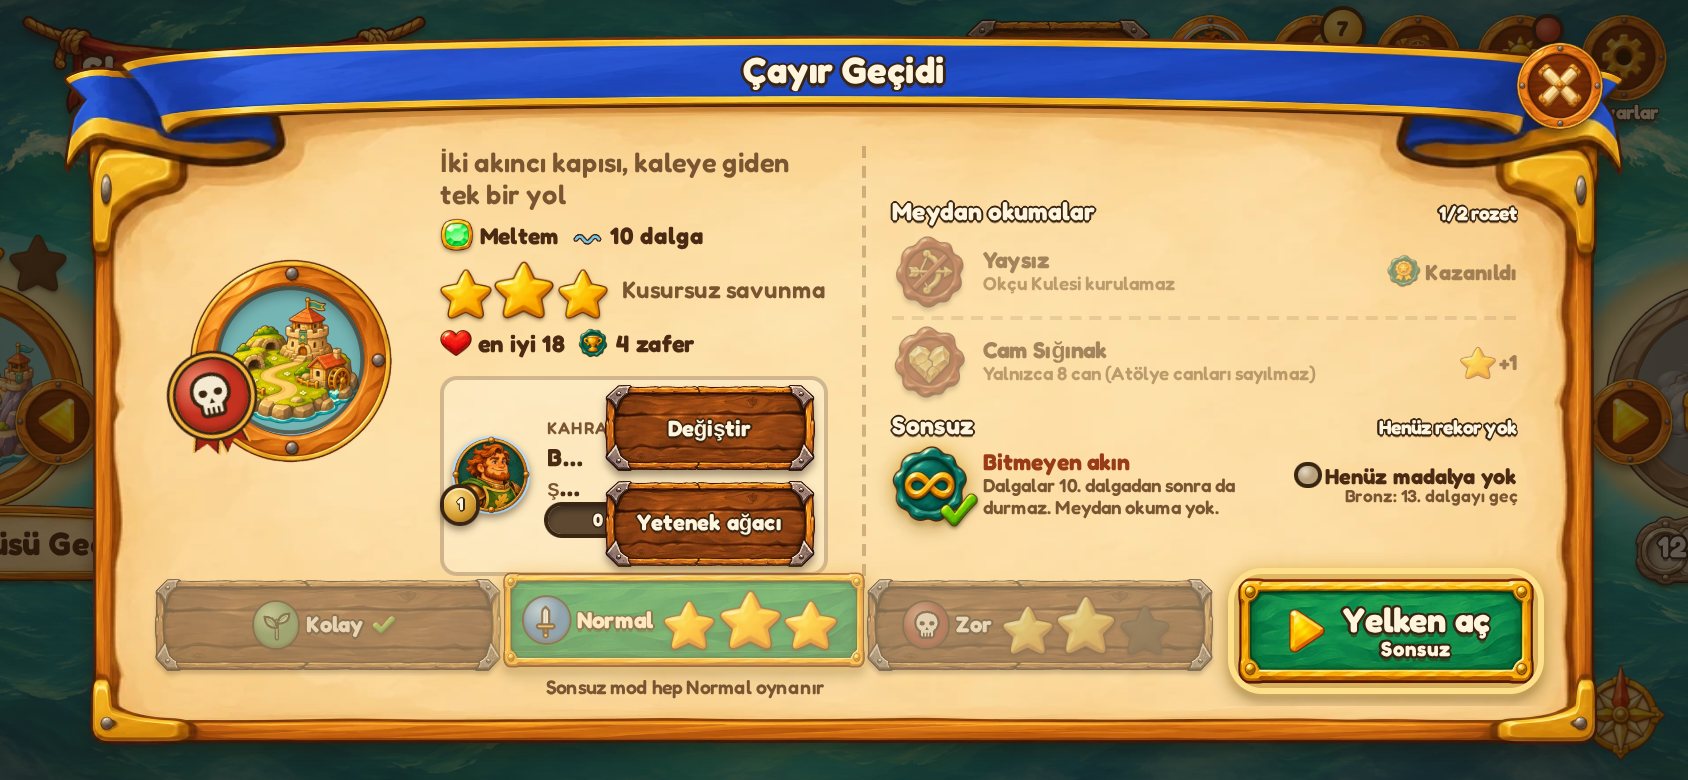 7
Çayır Geçidi
İki akıncı kapısı, kaleye giden
tek bir yol
Meltem 10 dalga
Kusursuz savunma
en iyi 18 4 zafer
KAHRA
B...
Ş...
1
0
Değiştir
Yetenek ağacı
Meydan okumalar 1/2 rozet
Yaysız
Okçu Kulesi kurulamaz
Kazanıldı
Cam Sığınak
Yalnızca 8 can (Atölye canları sayılmaz)
+1
Sonsuz Henüz rekor yok
Bitmeyen akın
Dalgalar 10. dalgadan sonra da
durmaz. Meydan okuma yok.
Henüz madalya yok
Bronz: 13. dalgayı geç
12
Kolay
Normal
Zor
Yelken aç
Sonsuz
Sonsuz mod hep Normal oynanır